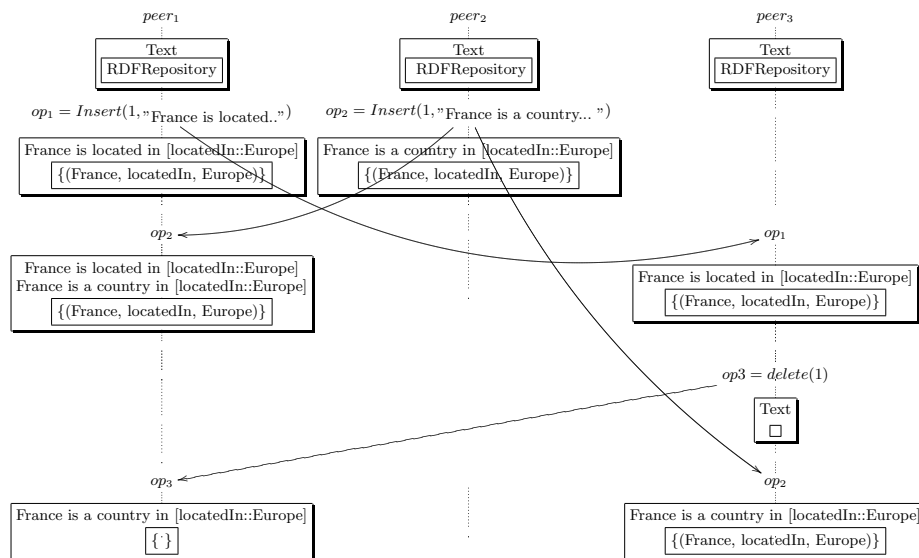 peer₁ peer₂ peer₃
Text Text Text
RDFRepository RDFRepository RDFRepository
op₁ = Insert(1,"France is located..") op₂ = Insert(1,"France is a country... ")
France is located in [locatedIn::Europe] France is a country in [locatedIn::Europe]
{(France, locatedIn, Europe)} {(France, locatedIn, Europe)}
op₂ op₁
France is located in [locatedIn::Europe]
France is a country in [locatedIn::Europe]
{(France, locatedIn, Europe)}
France is located in [locatedIn::Europe]
{(France, locatedIn, Europe)}
op3 = delete(1)
Text
op₃ op₂
France is a country in [locatedIn::Europe] France is a country in [locatedIn::Europe]
{ } {(France, locatedIn, Europe)}